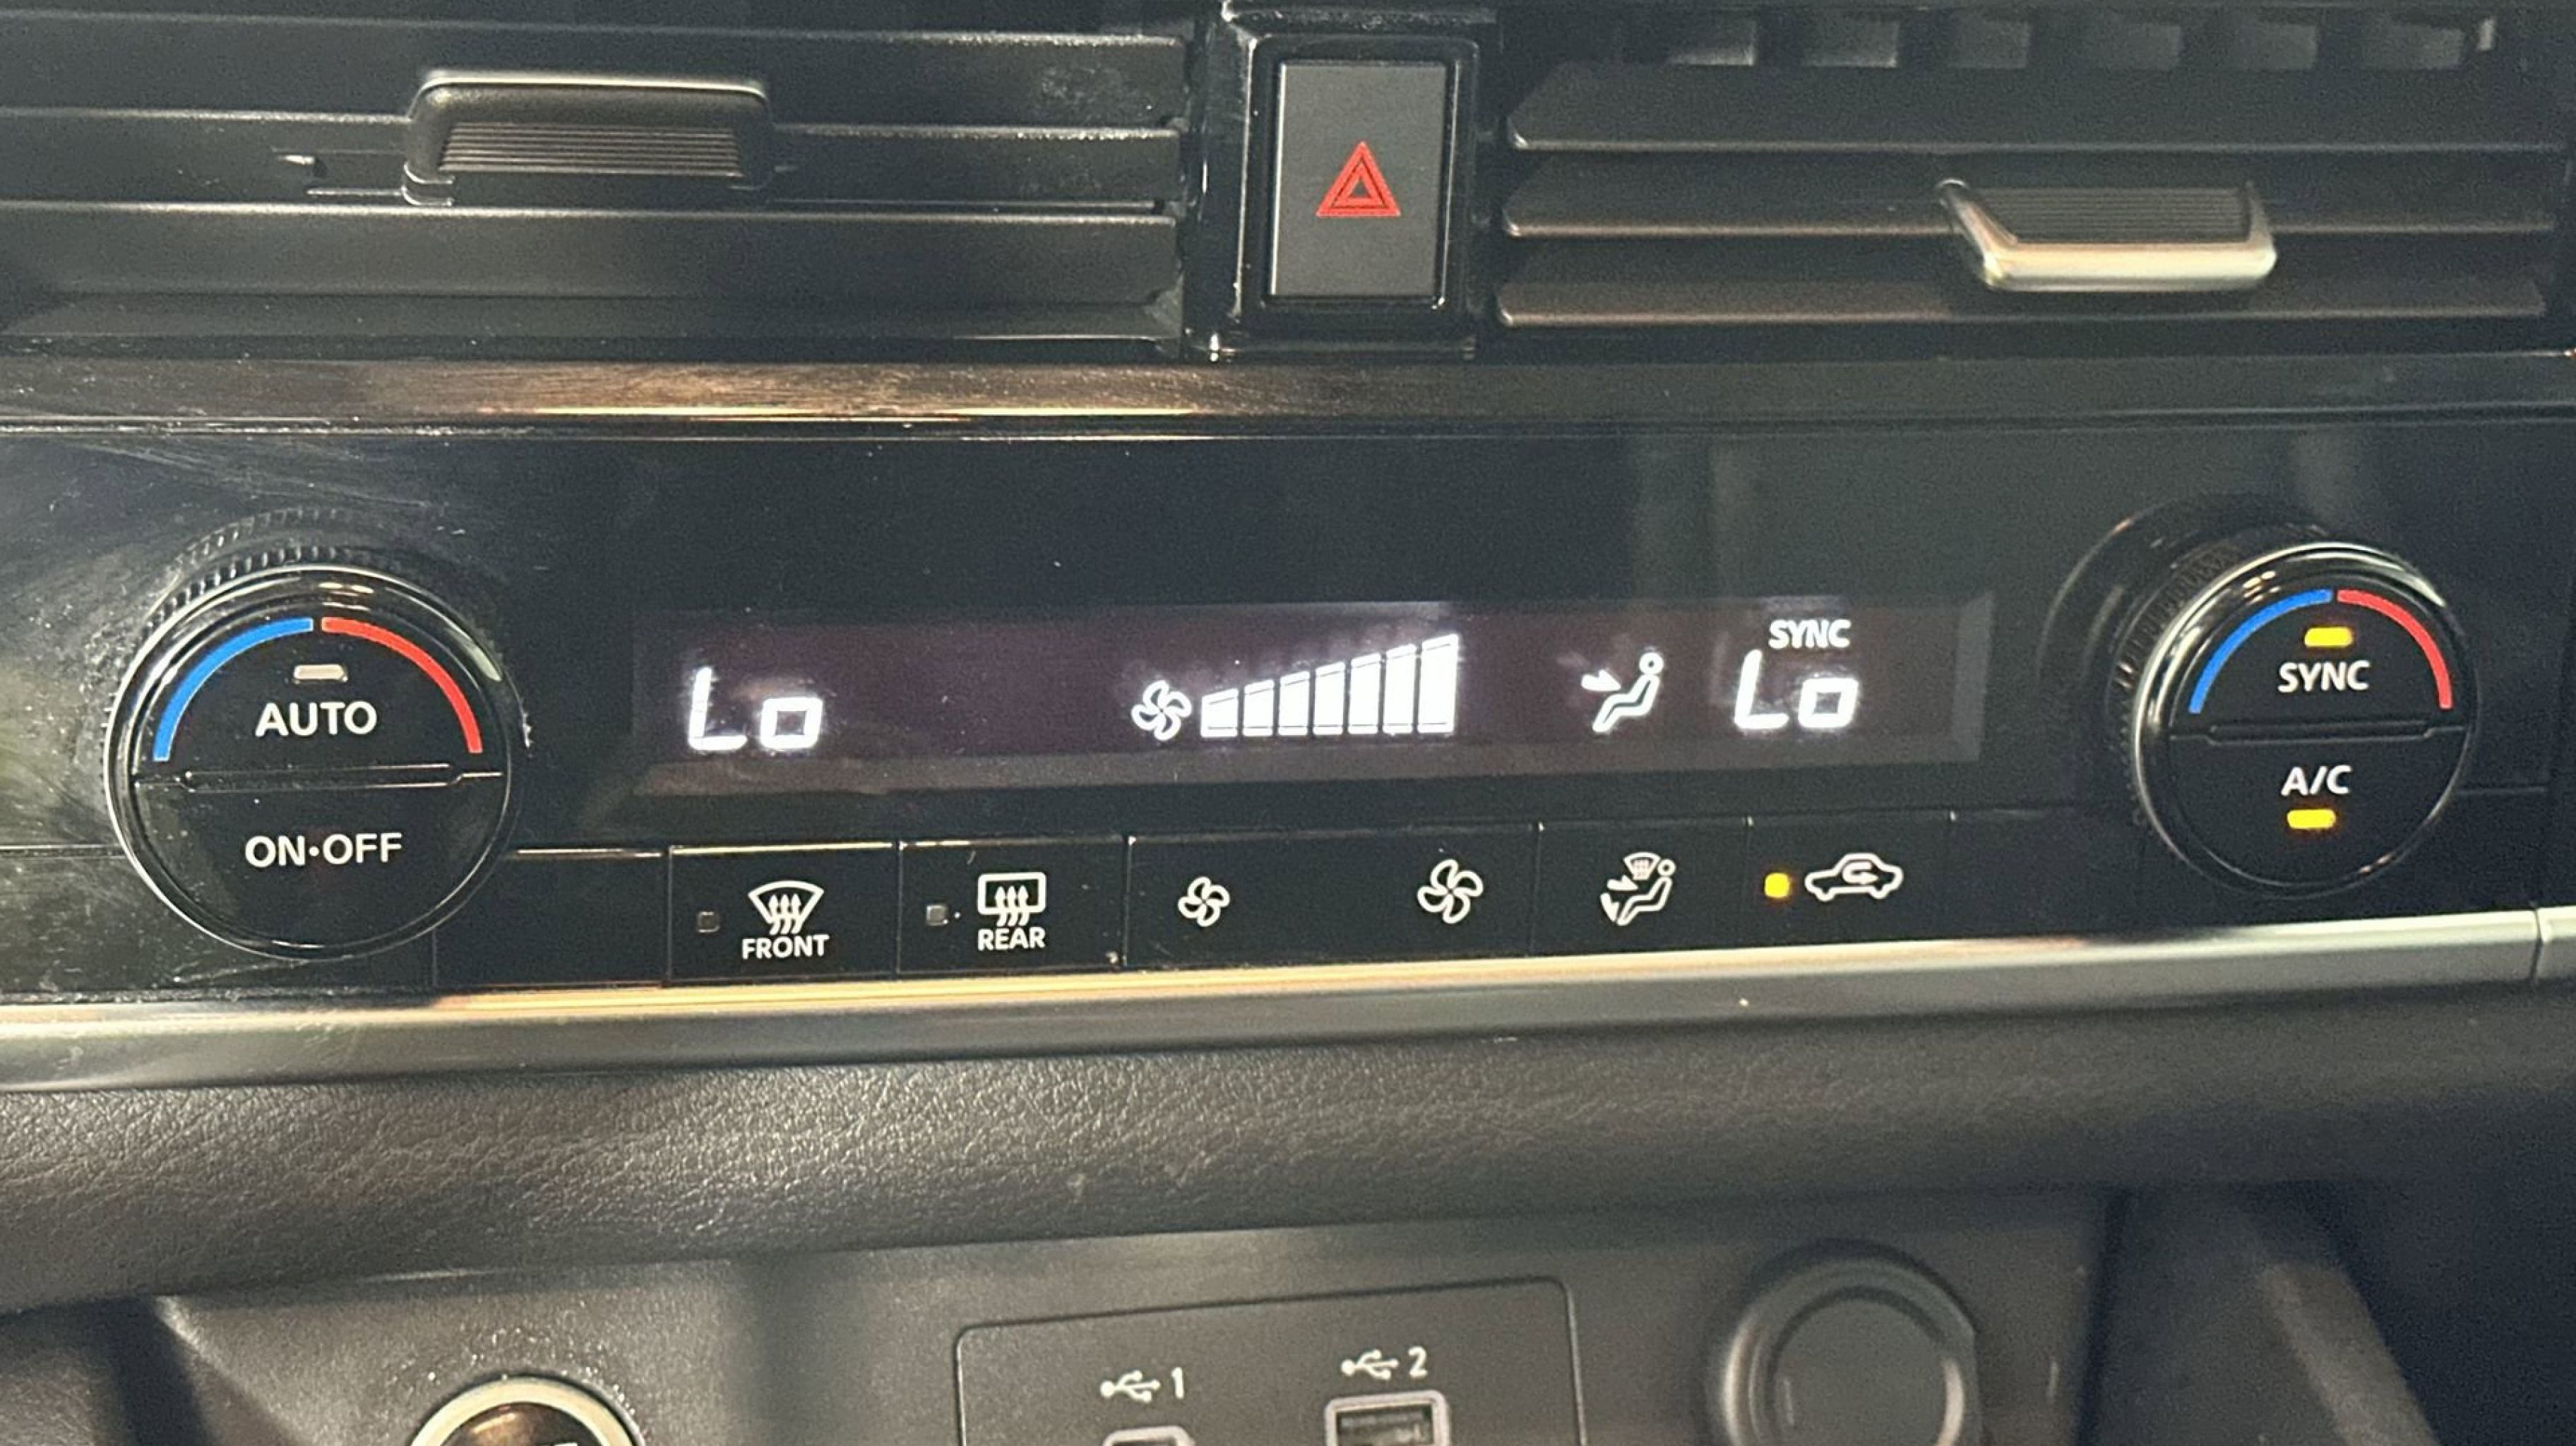 SYNC
Lo
Lo
AUTO
ON•OFF
SYNC
A/C
FRONT
REAR
1
2